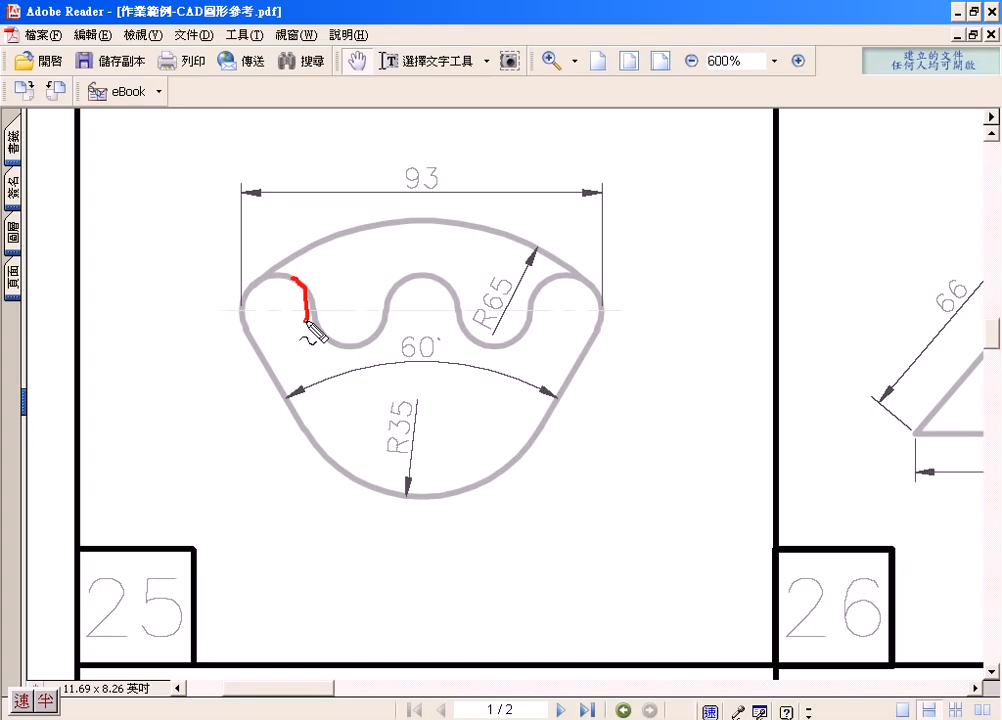 Adobe Reader - [作業範例-CAD圖形參考.pdf]
檔案(F) 編輯(E) 檢視(V) 文件(D) 工具(T) 視窗(W) 說明(H)
開啓 儲存副本 列印 傳送 搜尋 選擇文字工具 600% 建立的文件
任何人均可開啟
eBook
書籤
簽名
圖層
頁面
93
R65
60°
R35
66
25
26
11.69 x 8.26 英吋
速 半
1 / 2
速